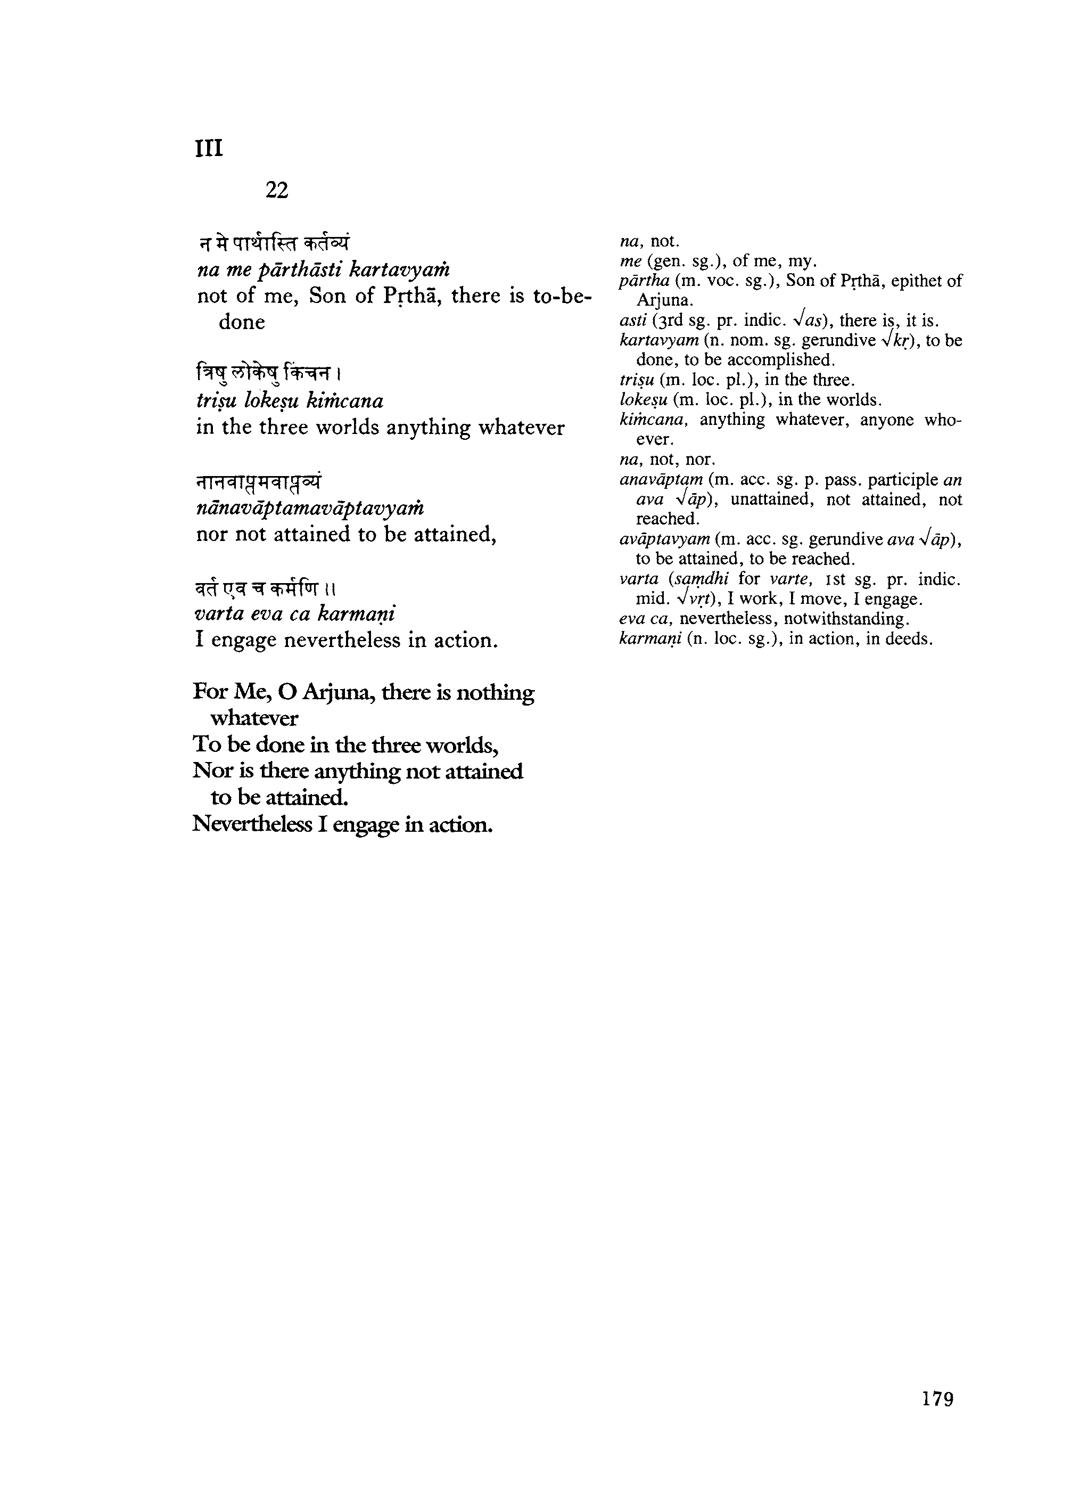 III
22
न मे पार्थास्ति कर्तव्यं
na me pārthāsti kartavyaṁ
not of me, Son of Pṛthā, there is to-be-
done
त्रिषु लोकेषु किंचन ।
triṣu lokeṣu kiṁcana
in the three worlds anything whatever
नानवाप्तमवाप्तव्यं
nānavāptamavāptavyaṁ
nor not attained to be attained,
वर्त एव च कर्मणि ।।
varta eva ca karmaṇi
I engage nevertheless in action.
For Me, O Arjuna, there is nothing
whatever
To be done in the three worlds,
Nor is there anything not attained
to be attained.
Nevertheless I engage in action.
na, not.
me (gen. sg.), of me, my.
pārtha (m. voc. sg.), Son of Pṛthā, epithet of
Arjuna.
asti (3rd sg. pr. indic. √as), there is, it is.
kartavyam (n. nom. sg. gerundive √kṛ), to be
done, to be accomplished.
triṣu (m. loc. pl.), in the three.
lokeṣu (m. loc. pl.), in the worlds.
kiṁcana, anything whatever, anyone who-
ever.
na, not, nor.
anavāptam (m. acc. sg. p. pass. participle an
ava √āp), unattained, not attained, not
reached.
avāptavyam (m. acc. sg. gerundive ava √āp),
to be attained, to be reached.
varta (saṃdhi for varte, 1st sg. pr. indic.
mid. √vṛt), I work, I move, I engage.
eva ca, nevertheless, notwithstanding.
karmaṇi (n. loc. sg.), in action, in deeds.
179